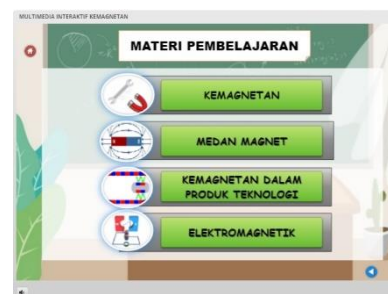 MULTIMEDIA INTERAKTIF KEMAGNETAN
MATERI PEMBELAJARAN
KEMAGNETAN
MEDAN MAGNET
KEMAGNETAN DALAM
PRODUK TEKNOLOGI
ELEKTROMAGNETIK